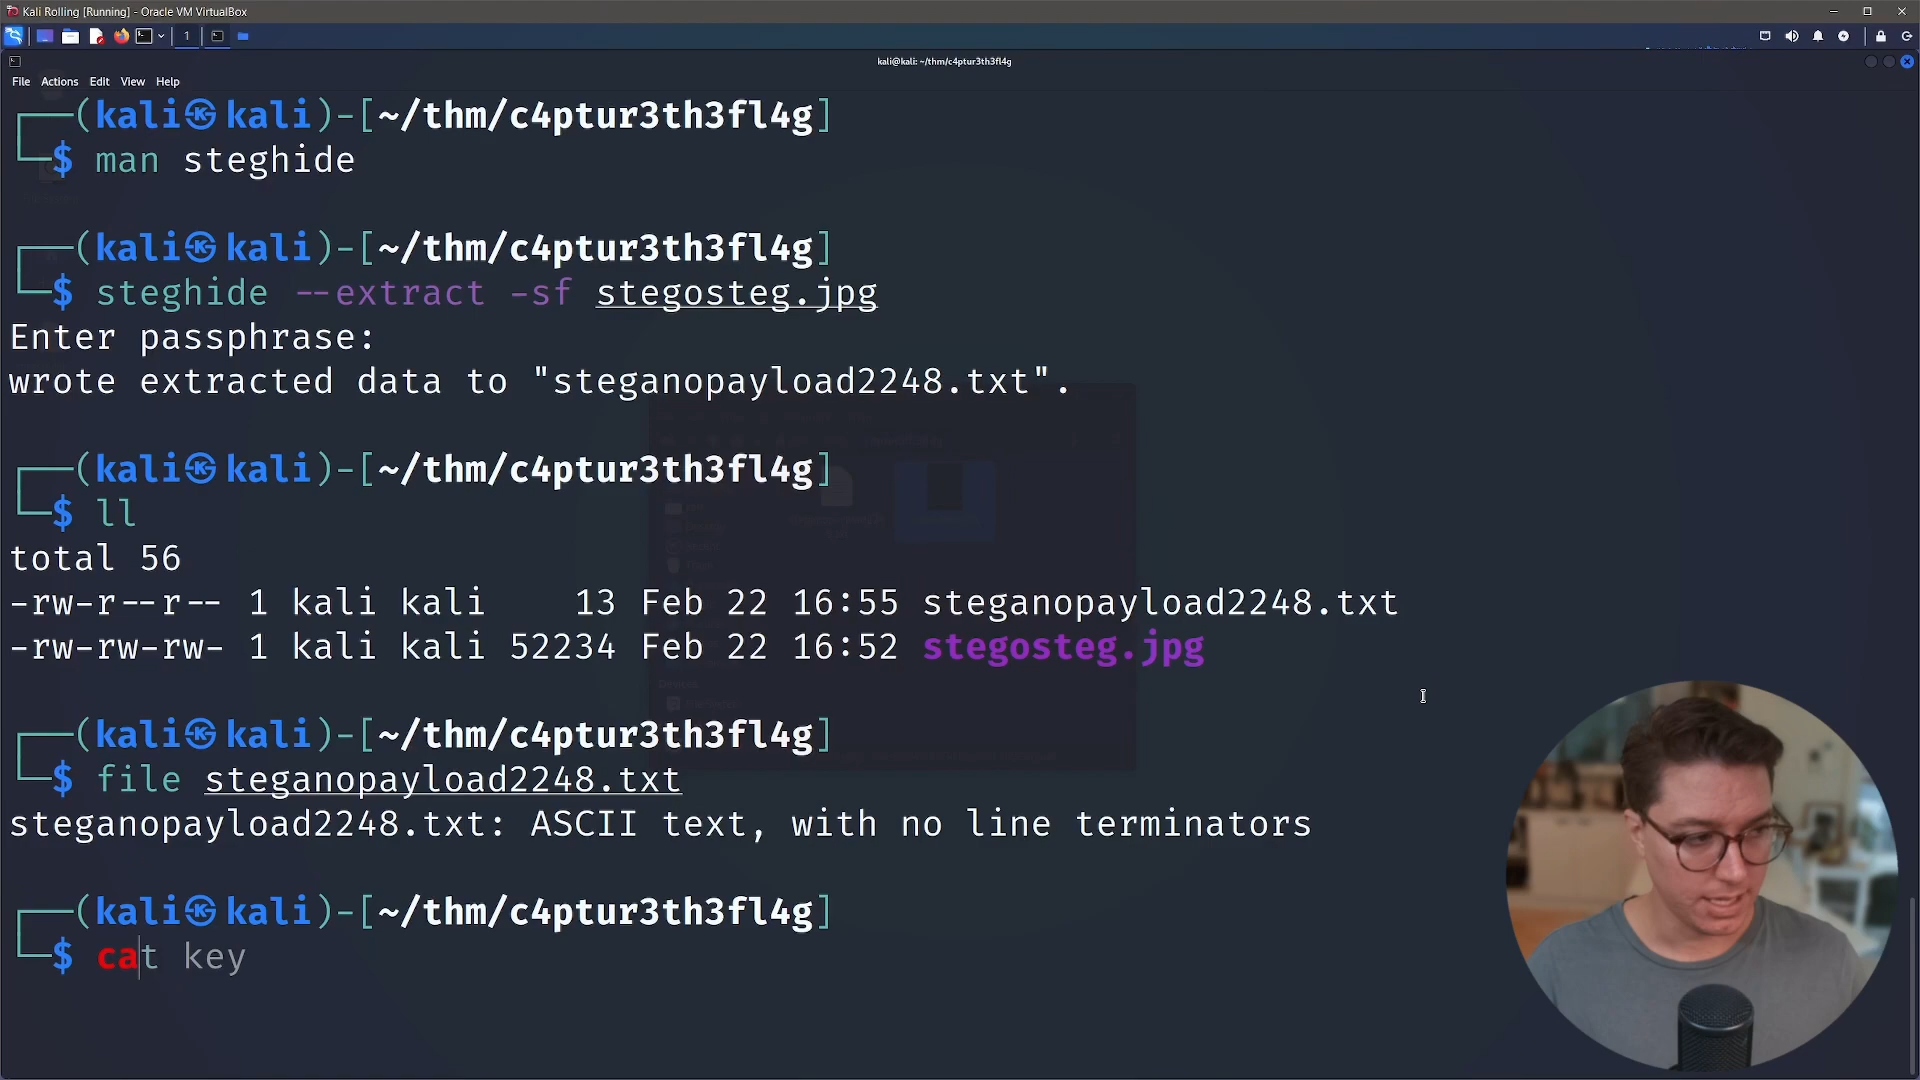 Kali Rolling [Running] - Oracle VM VirtualBox
1
kali@kali: ~/thm/c4ptur3th3fl4g
File Actions Edit View Help
┌──(kali㉿kali)-[~/thm/c4ptur3th3fl4g]
└─$ man steghide
┌──(kali㉿kali)-[~/thm/c4ptur3th3fl4g]
└─$ steghide --extract -sf stegosteg.jpg
Enter passphrase:
wrote extracted data to "steganopayload2248.txt".
┌──(kali㉿kali)-[~/thm/c4ptur3th3fl4g]
└─$ ll
total 56
-rw-r--r-- 1 kali kali 13 Feb 22 16:55 steganopayload2248.txt
-rw-rw-rw- 1 kali kali 52234 Feb 22 16:52 stegosteg.jpg
┌──(kali㉿kali)-[~/thm/c4ptur3th3fl4g]
└─$ file steganopayload2248.txt
steganopayload2248.txt: ASCII text, with no line terminators
┌──(kali㉿kali)-[~/thm/c4ptur3th3fl4g]
└─$ cat key